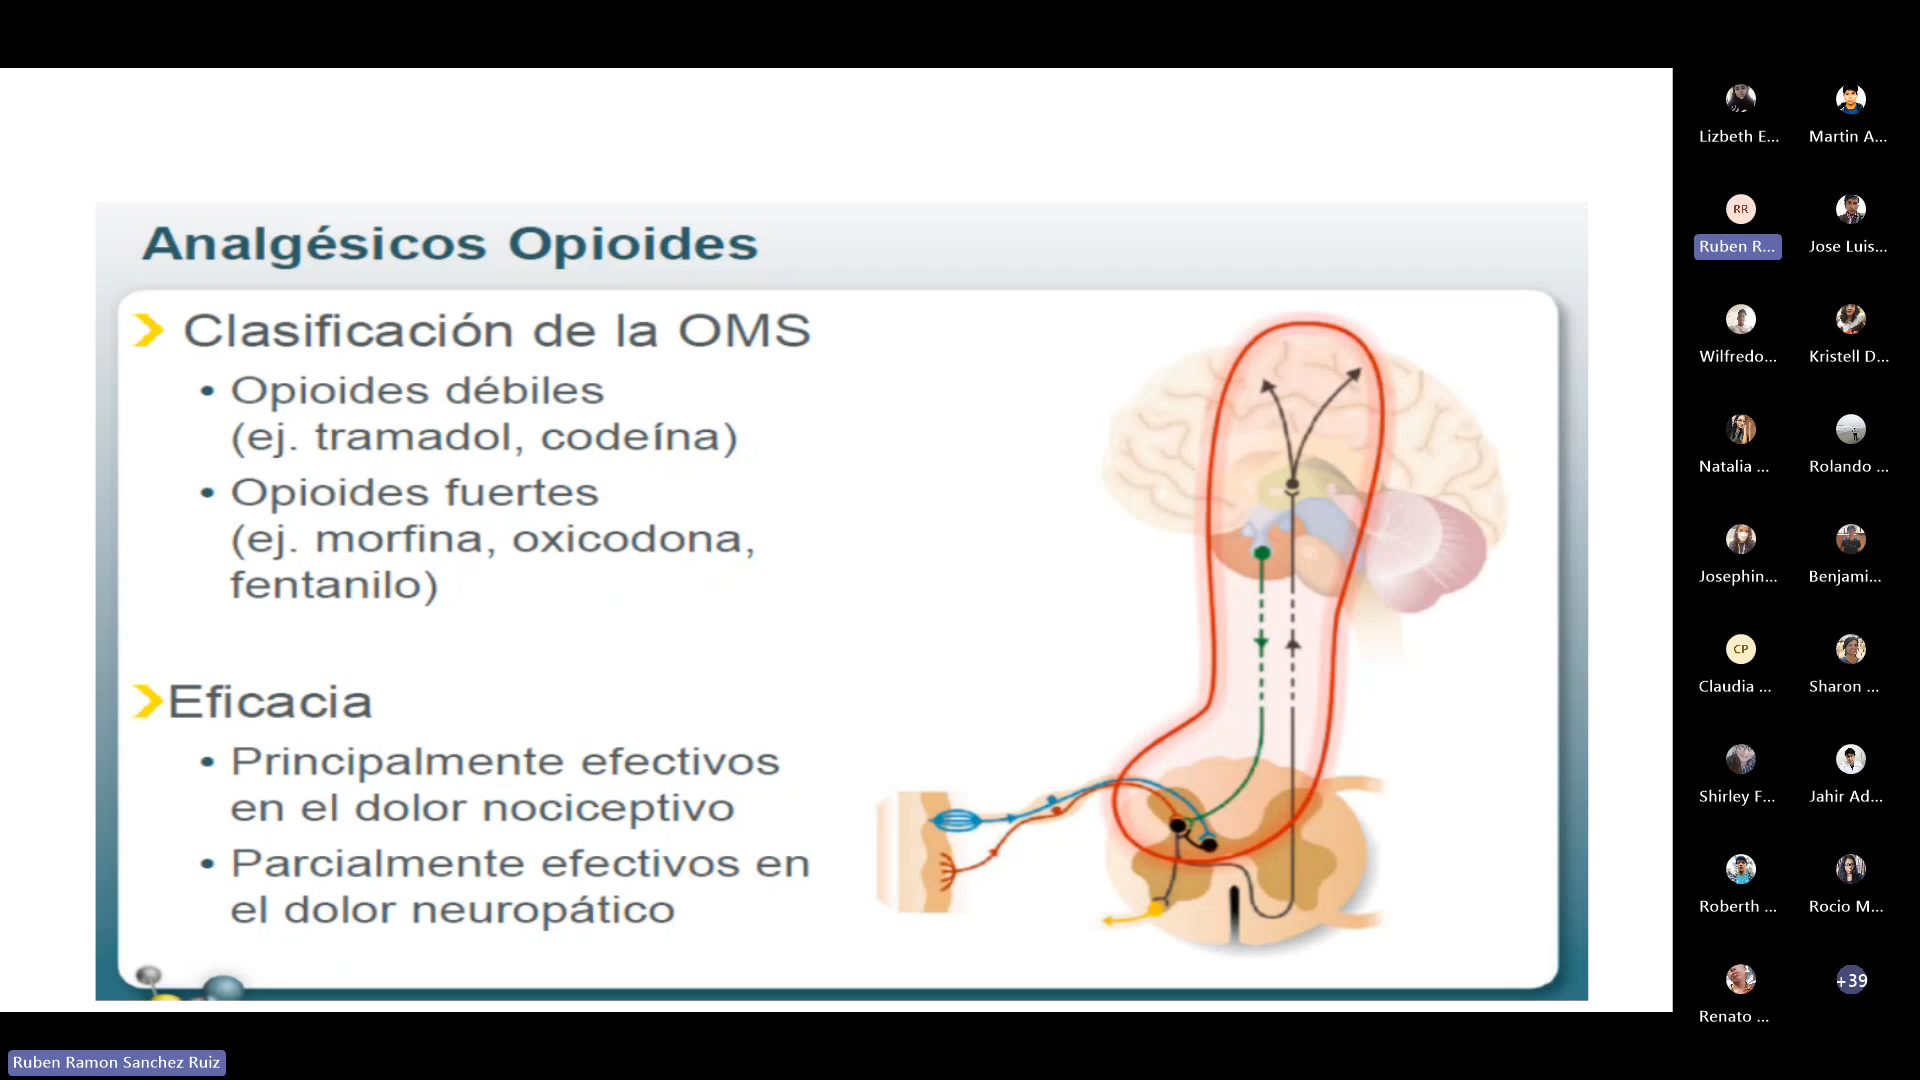 Analgésicos Opioides
Clasificación de la OMS
• Opioides débiles
(ej. tramadol, codeína)
• Opioides fuertes
(ej. morfina, oxicodona,
fentanilo)
Eficacia
• Principalmente efectivos
en el dolor nociceptivo
• Parcialmente efectivos en
el dolor neuropático
Lizbeth E...
Martin A...
RR
Ruben R...
Jose Luis...
Wilfredo...
Kristell D...
Natalia ...
Rolando ...
Josephin...
Benjami...
CP
Claudia ...
Sharon ...
Shirley F...
Jahir Ad...
Roberth ...
Rocio M...
+39
Renato ...
Ruben Ramon Sanchez Ruiz